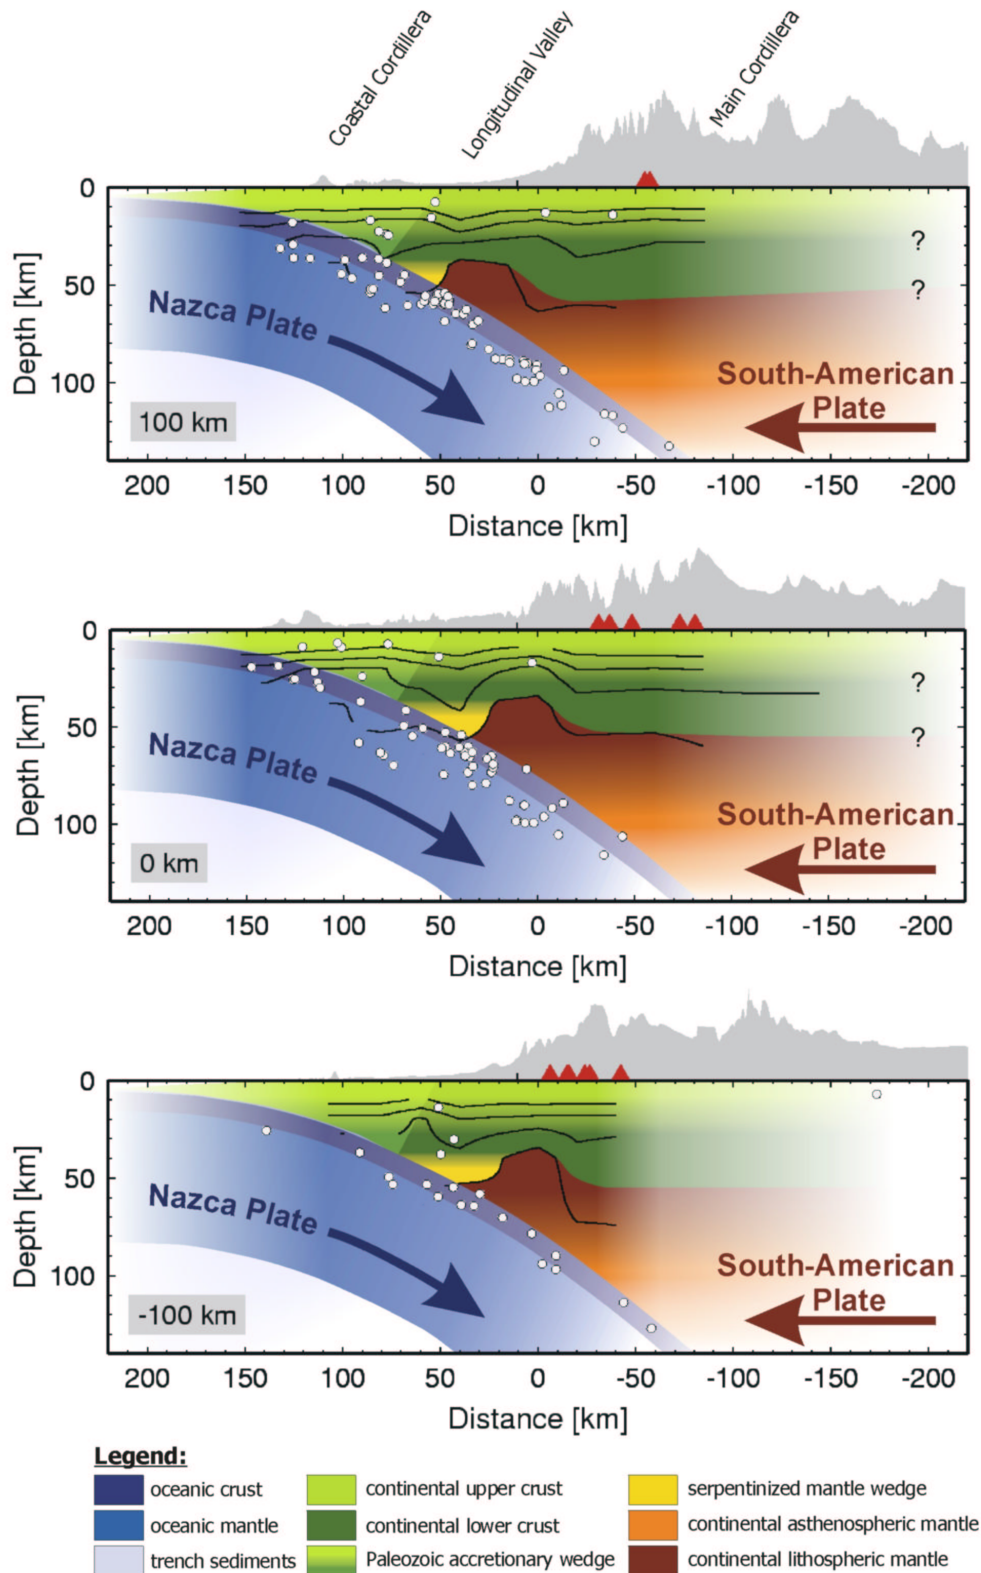 Coastal Cordillera
Longitudinal Valley
Main Cordillera
0
50
100
Depth [km]
Nazca Plate
South-American
Plate
?
?
100 km
200 150 100 50 0 -50 -100 -150 -200
Distance [km]
0
50
100
Depth [km]
Nazca Plate
South-American
Plate
?
?
0 km
200 150 100 50 0 -50 -100 -150 -200
Distance [km]
0
50
100
Depth [km]
Nazca Plate
South-American
Plate
-100 km
200 150 100 50 0 -50 -100 -150 -200
Distance [km]
Legend:
oceanic crust
continental upper crust
serpentinized mantle wedge
oceanic mantle
continental lower crust
continental asthenospheric mantle
trench sediments
Paleozoic accretionary wedge
continental lithospheric mantle